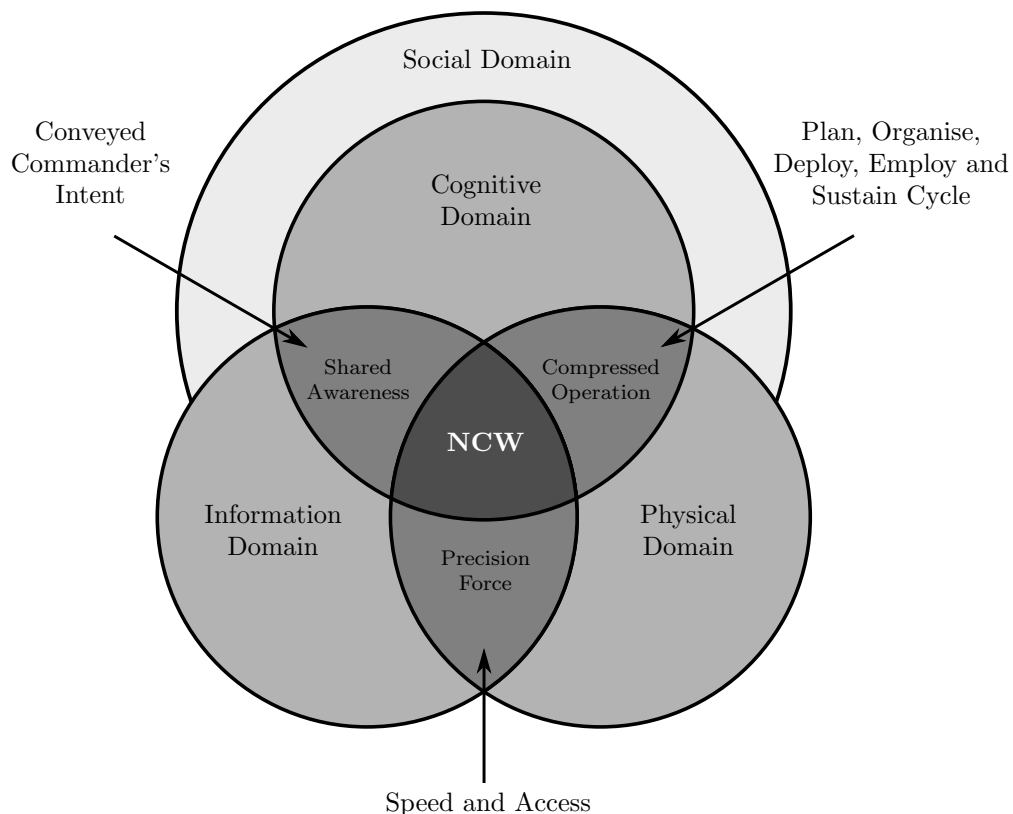 Social Domain
Conveyed
Commander's
Intent
Plan, Organise,
Deploy, Employ and
Sustain Cycle
Cognitive
Domain
Shared
Awareness
Compressed
Operation
NCW
Information
Domain
Physical
Domain
Precision
Force
Speed and Access